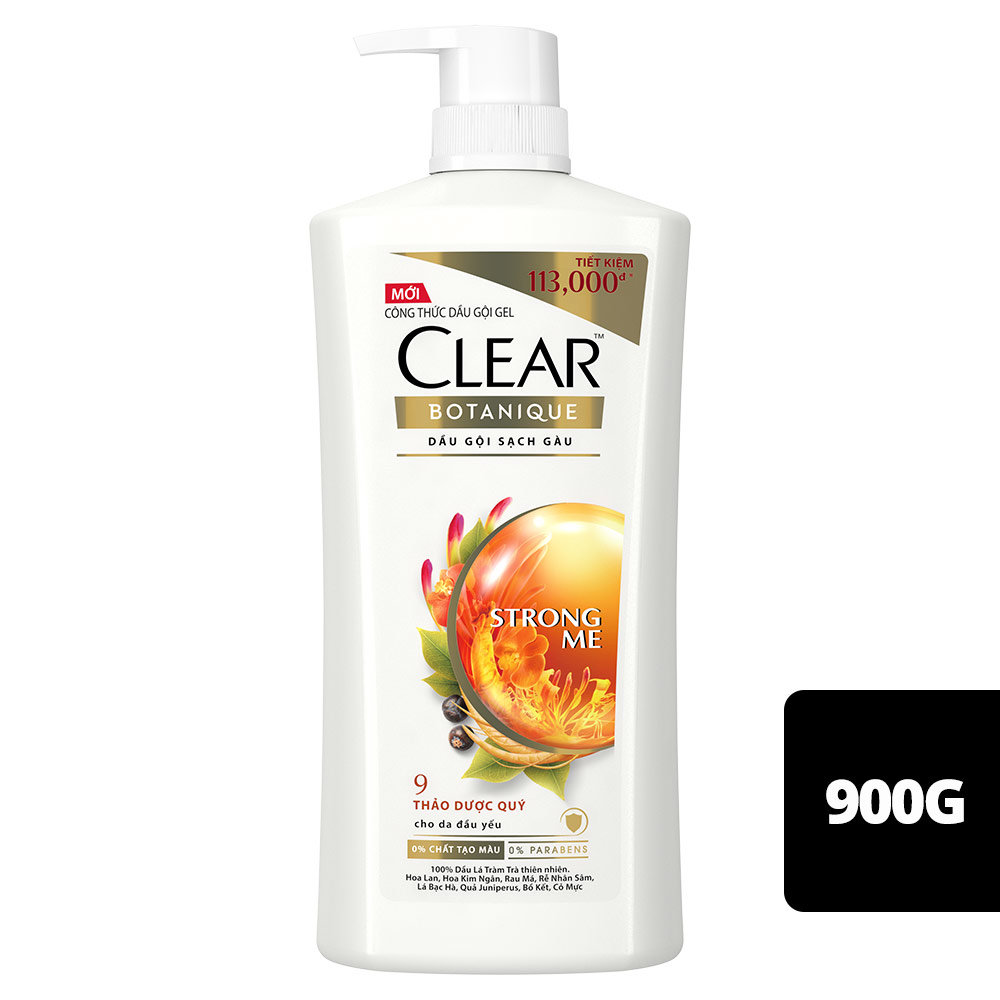 TIẾT KIỆM
113,000đ*
MỚI
CÔNG THỨC DẦU GỘI GEL
CLEAR™
BOTANIQUE
DẦU GỘI SẠCH GÀU
STRONG
ME
9
THẢO DƯỢC QUÝ
cho da đầu yếu
0% CHẤT TẠO MÀU 0% PARABENS
100% Dầu Lá Tràm Trà thiên nhiên.
Hoa Lan, Hoa Kim Ngân, Rau Má, Rễ Nhân Sâm,
Lá Bạc Hà, Quả Juniperus, Bồ Kết, Cỏ Mực
900G